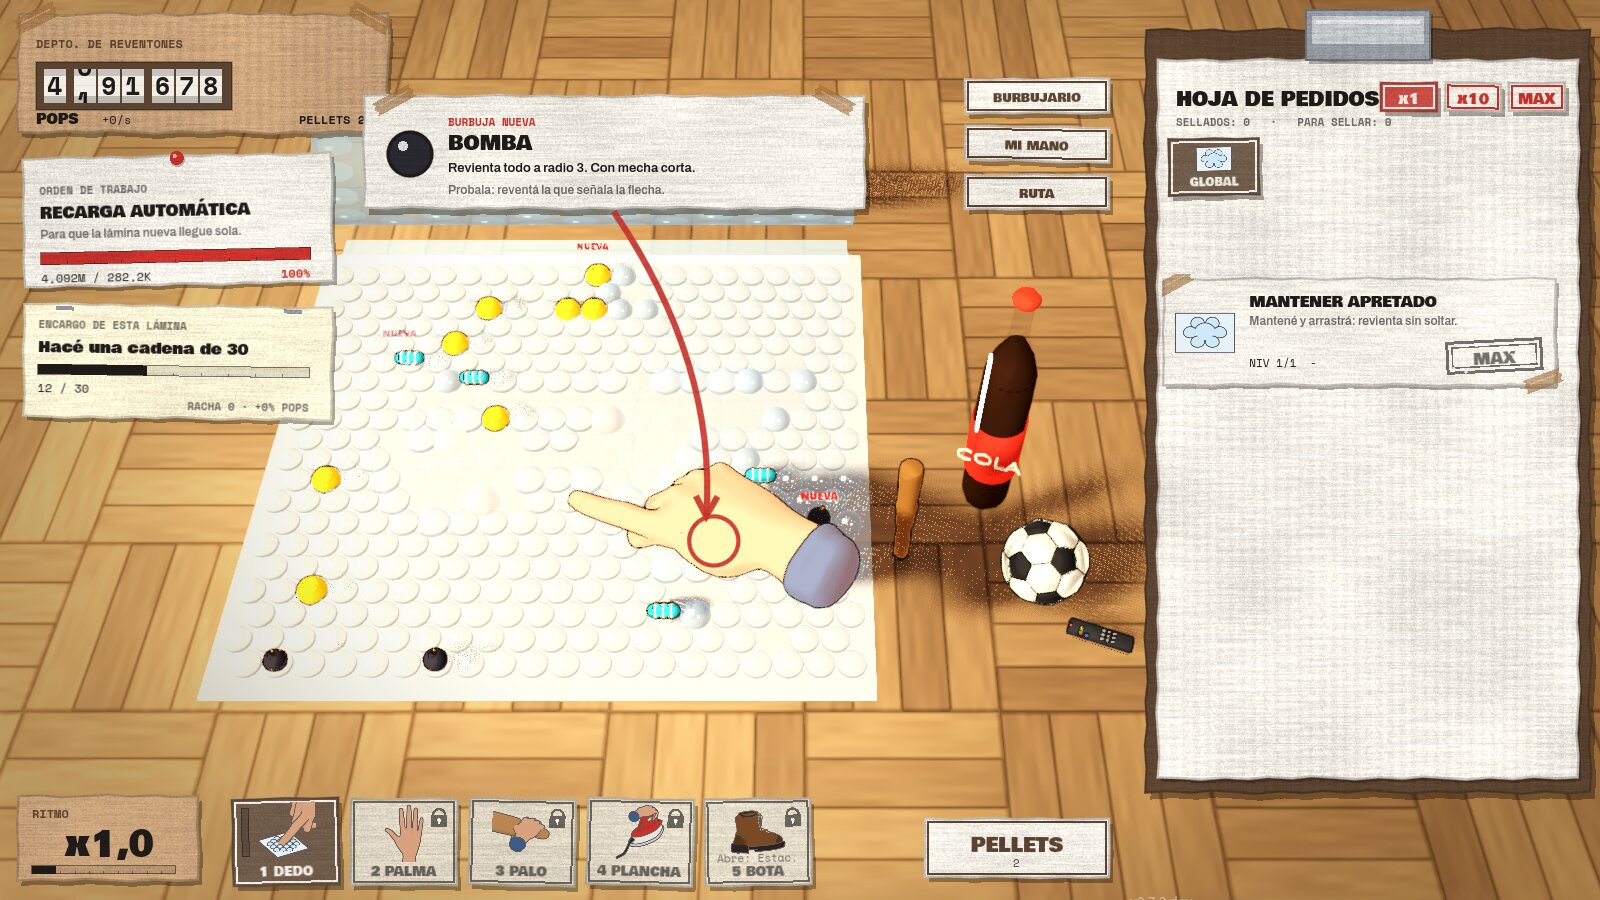 DEPTO. DE REVENTONES
4 91 678
POPS +0/s
PELLETS 2
ORDEN DE TRABAJO
RECARGA AUTOMÁTICA
Para que la lámina nueva llegue sola.
4.092M / 282.2K 100%
ENCARGO DE ESTA LÁMINA
Hacé una cadena de 30
12 / 30
RACHA 0 · +0% POPS
BURBUJA NUEVA
BOMBA
Revienta todo a radio 3. Con mecha corta.
Probala: reventá la que señala la flecha.
NUEVA
NUEVA
NUEVA
COLA
BURBUJARIO
MI MANO
RUTA
HOJA DE PEDIDOS
x1
x10
MAX
SELLADOS: 0 · PARA SELLAR: 0
GLOBAL
MANTENER APRETADO
Mantené y arrastrá: revienta sin soltar.
NIV 1/1 -
MAX
RITMO
x1,0
1 DEDO
2 PALMA
3 PALO
4 PLANCHA
Abre: Estac.
5 BOTA
PELLETS
2